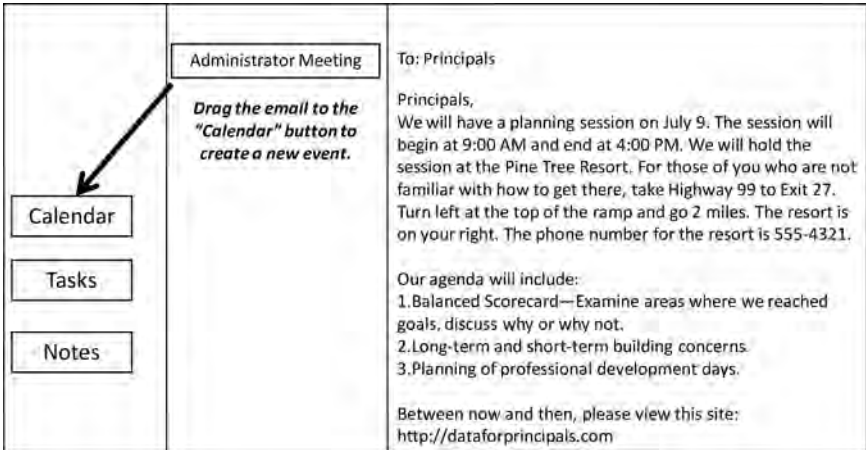 Administrator Meeting
Drag the email to the
"Calendar" button to
create a new event.
Calendar
Tasks
Notes
To: Principals
Principals,
We will have a planning session on July 9. The session will
begin at 9:00 AM and end at 4:00 PM. We will hold the
session at the Pine Tree Resort. For those of you who are not
familiar with how to get there, take Highway 99 to Exit 27.
Turn left at the top of the ramp and go 2 miles. The resort is
on your right. The phone number for the resort is 555-4321.
Our agenda will include:
1.Balanced Scorecard—Examine areas where we reached
goals, discuss why or why not.
2.Long-term and short-term building concerns.
3.Planning of professional development days.
Between now and then, please view this site:
http://dataforprincipals.com